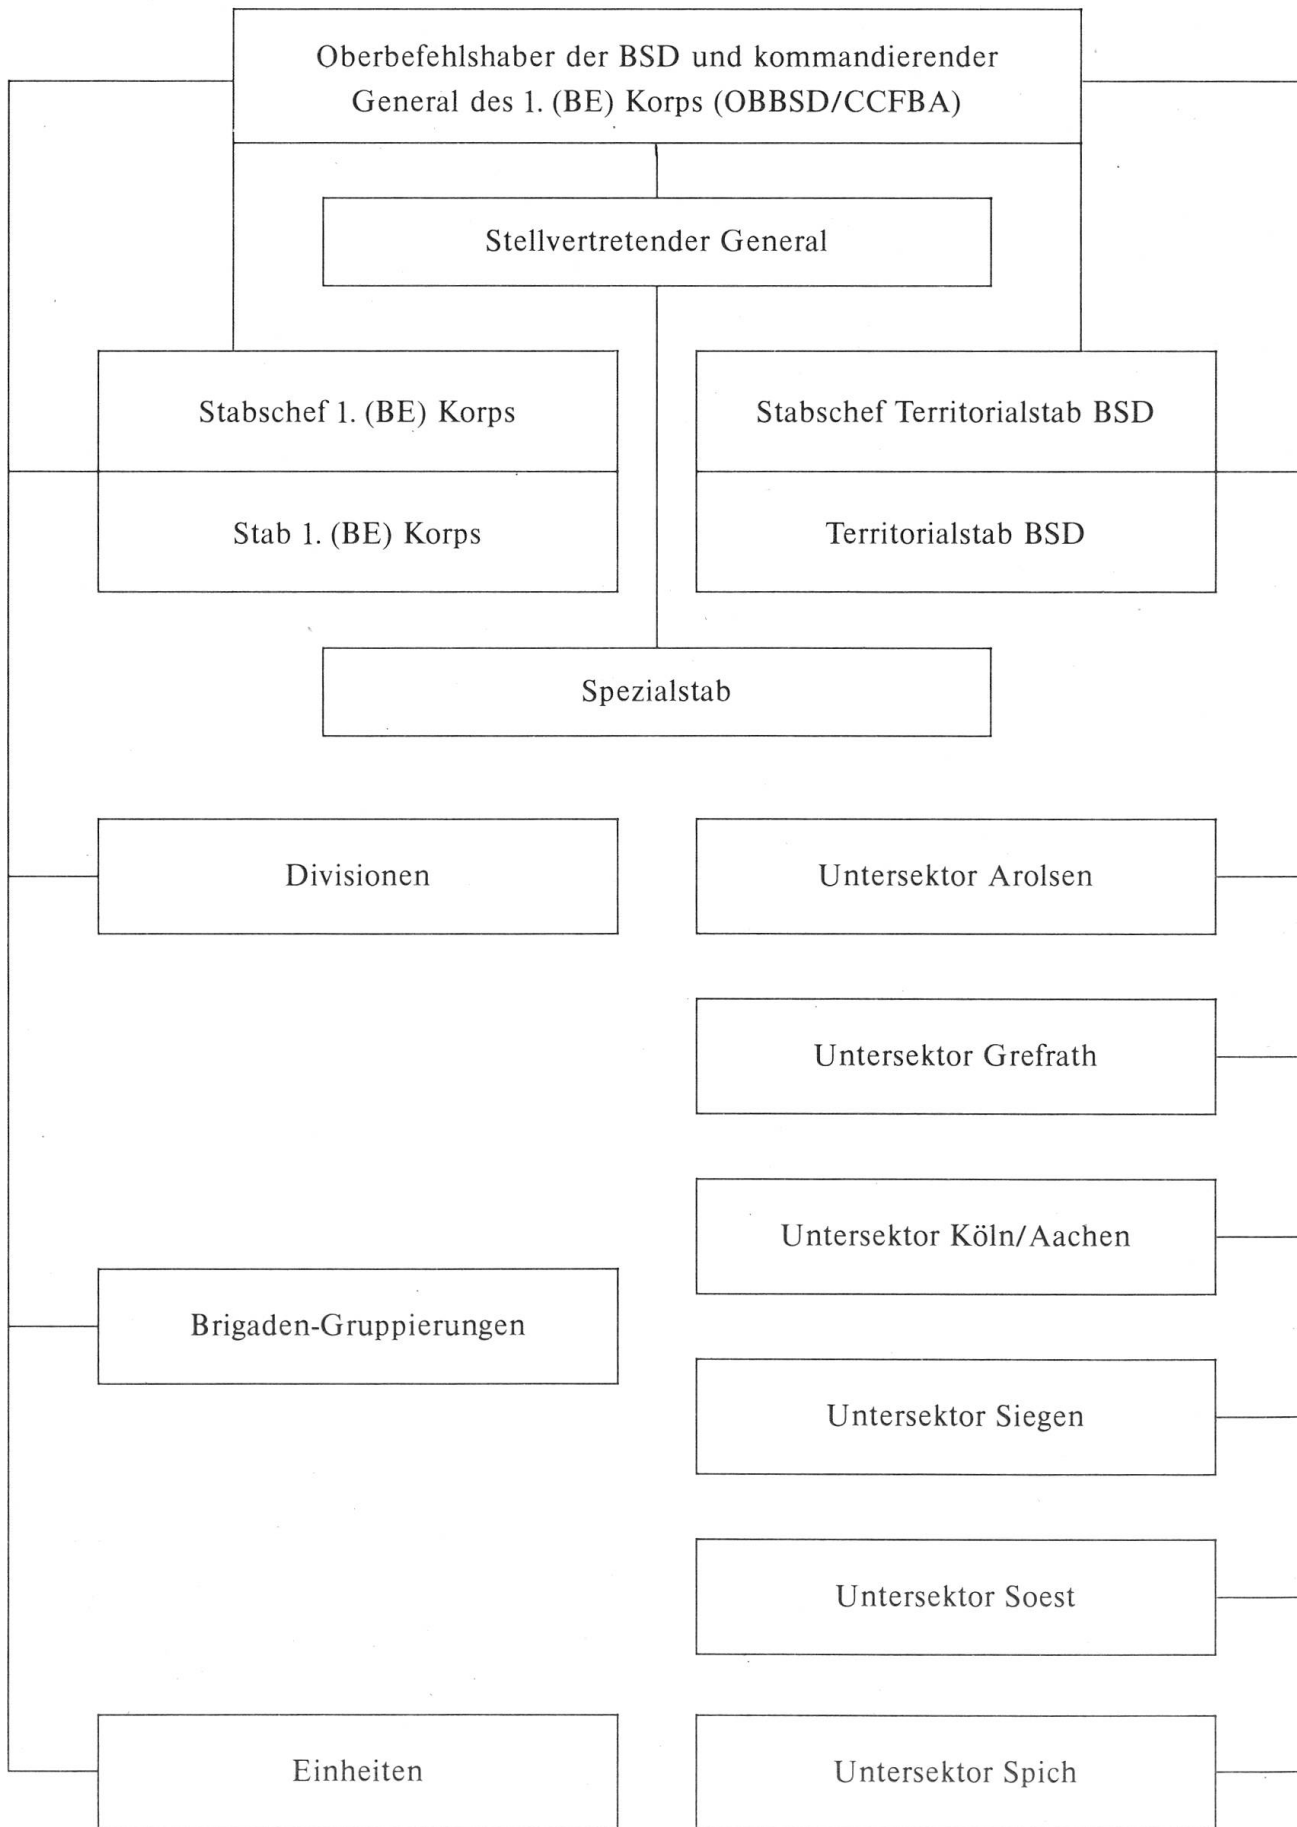 Oberbefehlshaber der BSD und kommandierender
General des 1. (BE) Korps (OBBSD/CCFBA)
Stellvertretender General
Stabschef 1. (BE) Korps
Stabschef Territorialstab BSD
Stab 1. (BE) Korps
Territorialstab BSD
Spezialstab
Divisionen
Untersektor Arolsen
Untersektor Grefrath
Untersektor Köln/Aachen
Brigaden-Gruppierungen
Untersektor Siegen
Untersektor Soest
Einheiten
Untersektor Spich